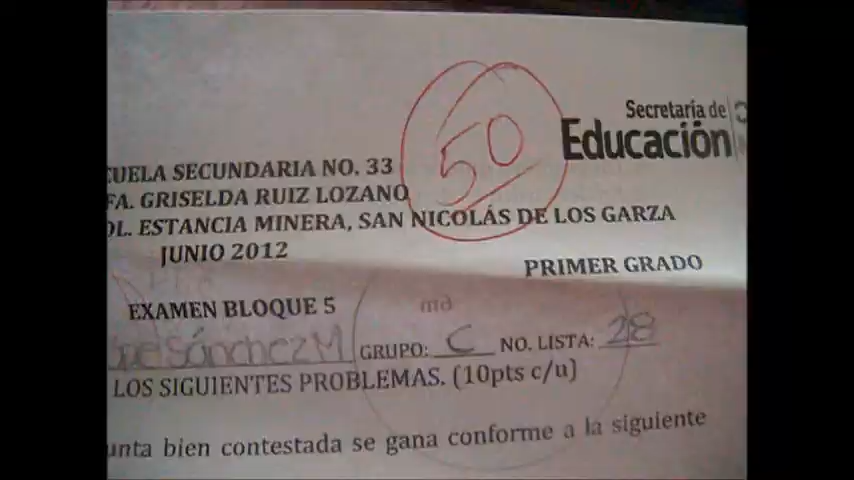 50
Secretaría de
Educación
CUELA SECUNDARIA NO. 33
FA. GRISELDA RUIZ LOZANO
OL. ESTANCIA MINERA, SAN NICOLÁS DE LOS GARZA
JUNIO 2012
PRIMER GRADO
EXAMEN BLOQUE 5
Sánchez M GRUPO: C NO. LISTA: 28
LOS SIGUIENTES PROBLEMAS. (10pts c/u)
unta bien contestada se gana conforme a la siguiente